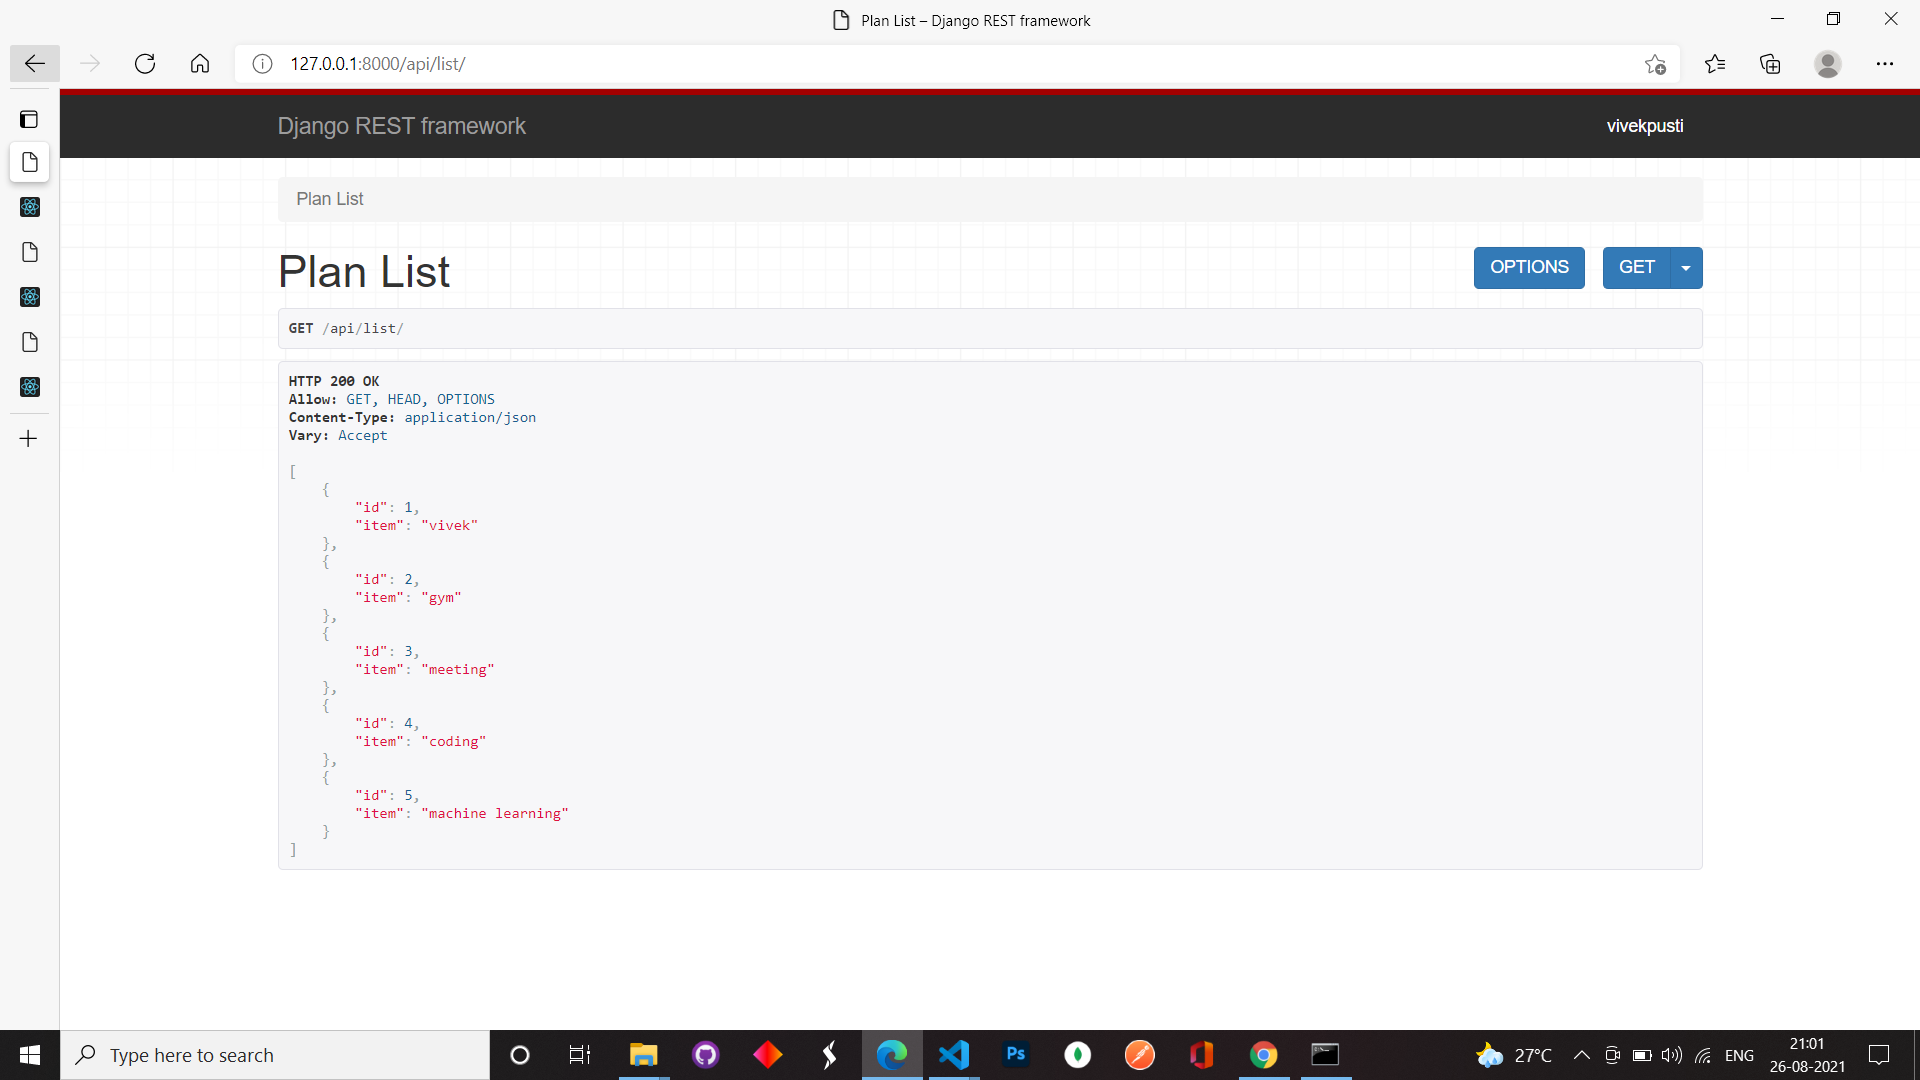 Plan List – Django REST framework
127.0.0.1:8000/api/list/
Django REST framework
vivekpusti
Plan List
Plan List
OPTIONS
GET
GET /api/list/
HTTP 200 OK
Allow: GET, HEAD, OPTIONS
Content-Type: application/json
Vary: Accept
[
{
"id": 1,
"item": "vivek"
},
{
"id": 2,
"item": "gym"
},
{
"id": 3,
"item": "meeting"
},
{
"id": 4,
"item": "coding"
},
{
"id": 5,
"item": "machine learning"
}
]
Type here to search
Ps
27°C
ENG
21:01
26-08-2021